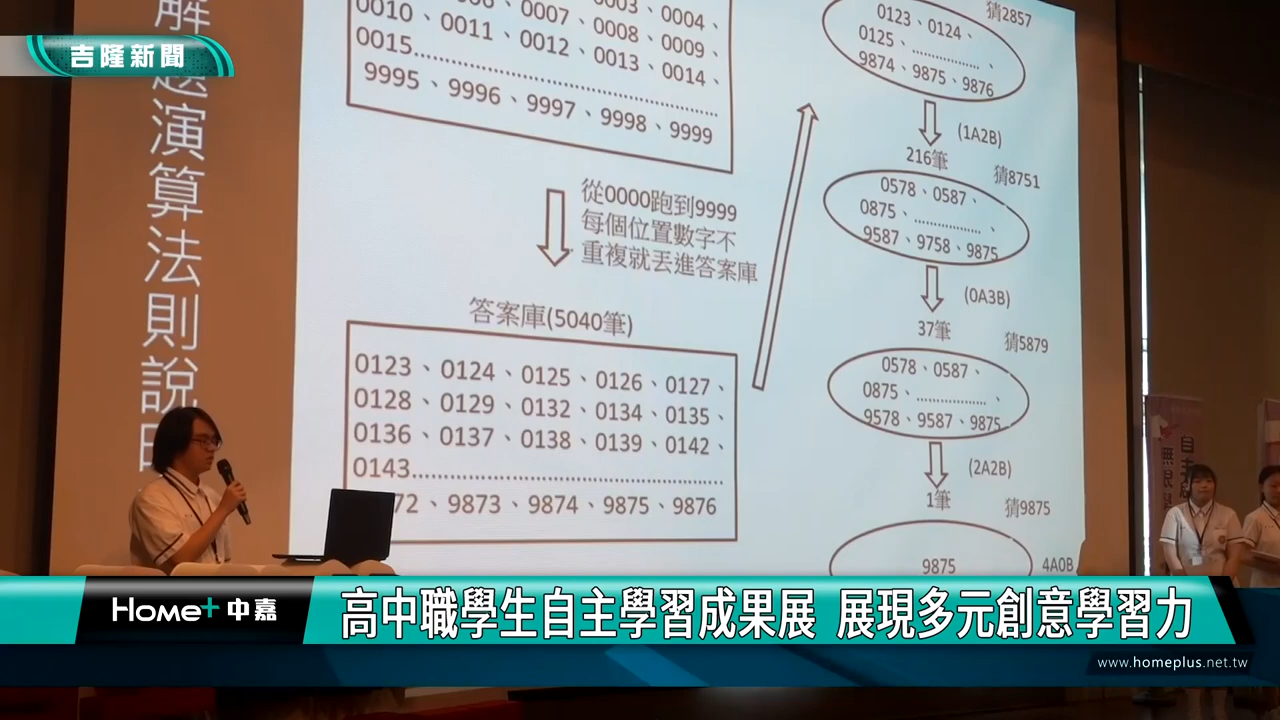 吉隆新聞
題演算法則說
0003、0004、
0010、0006、0007、0008、0009、
0011、0012、0013、0014、
0015
9995、9996、9997、9998、9999
從0000跑到9999
每個位置數字不
重複就丟進答案庫
答案庫(5040筆)
0123、0124、0125、0126、0127、
0128、0129、0132、0134、0135、
0136、0137、0138、0139、0142、
0143
72、9873、9874、9875、9876
猜2857
0123、0124、
0125、
9874、9875、9876
(1A2B)
216筆
猜8751
0578、0587、
0875、
9587、9758、9875
(0A3B)
37筆
猜5879
0578、0587、
0875、
9578、9587、9875
(2A2B)
1筆
猜9875
9875
4A0B
自主
無限
Home+中嘉
高中職學生自主學習成果展 展現多元創意學習力
www.homeplus.net.tw